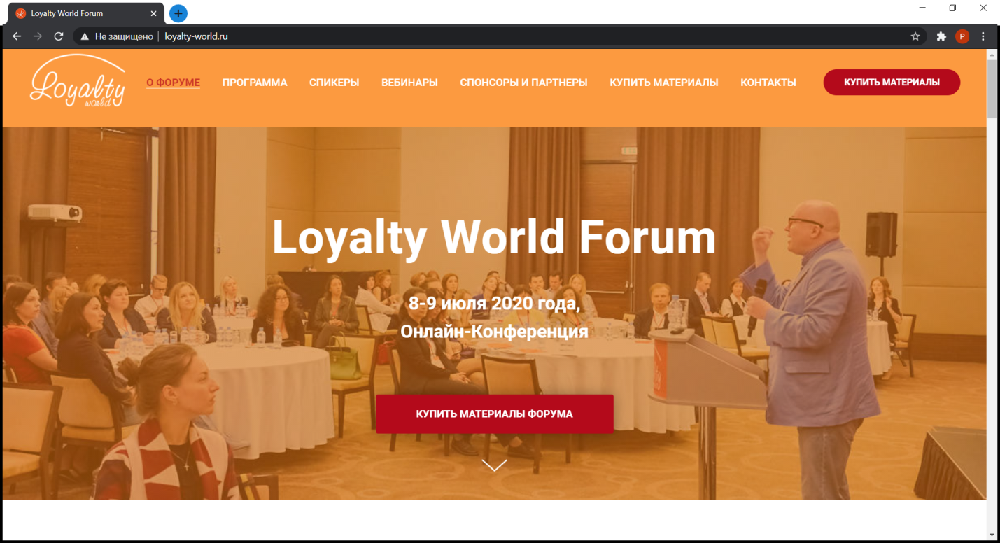 Loyalty World Forum
Не защищено | loyalty-world.ru
P
Loyalty
world
О ФОРУМЕ
ПРОГРАММА
СПИКЕРЫ
ВЕБИНАРЫ
СПОНСОРЫ И ПАРТНЕРЫ
КУПИТЬ МАТЕРИАЛЫ
КОНТАКТЫ
КУПИТЬ МАТЕРИАЛЫ
Loyalty World Forum
8-9 июля 2020 года,
Онлайн-Конференция
КУПИТЬ МАТЕРИАЛЫ ФОРУМА